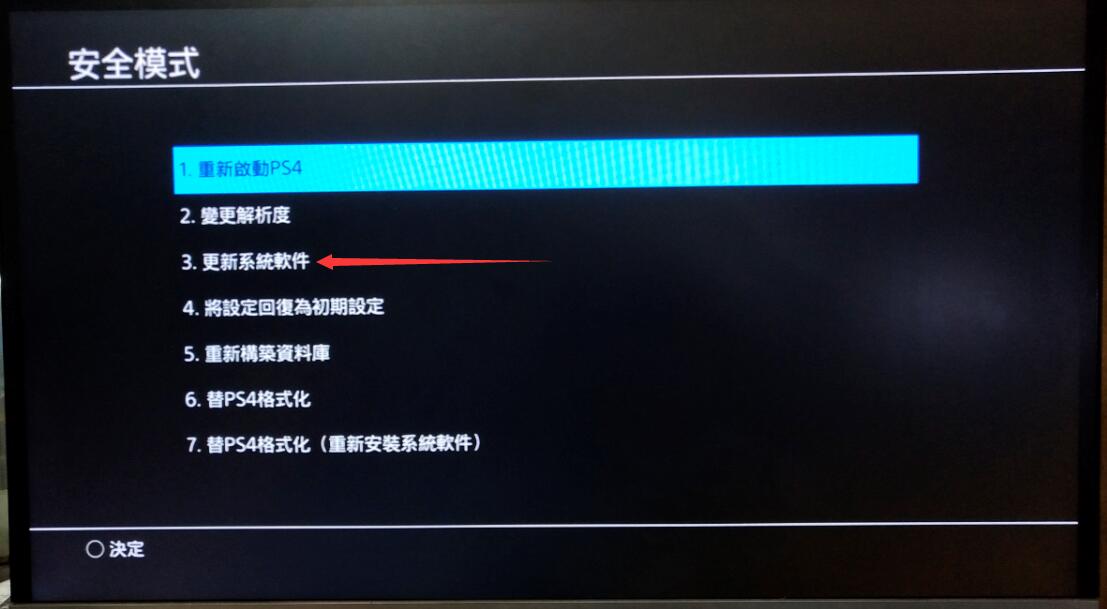 安全模式
1. 重新啟動PS4
2. 變更解析度
3. 更新系統軟件
4. 將設定回復為初期設定
5. 重新構築資料庫
6. 替PS4格式化
7. 替PS4格式化（重新安裝系統軟件）
〇決定